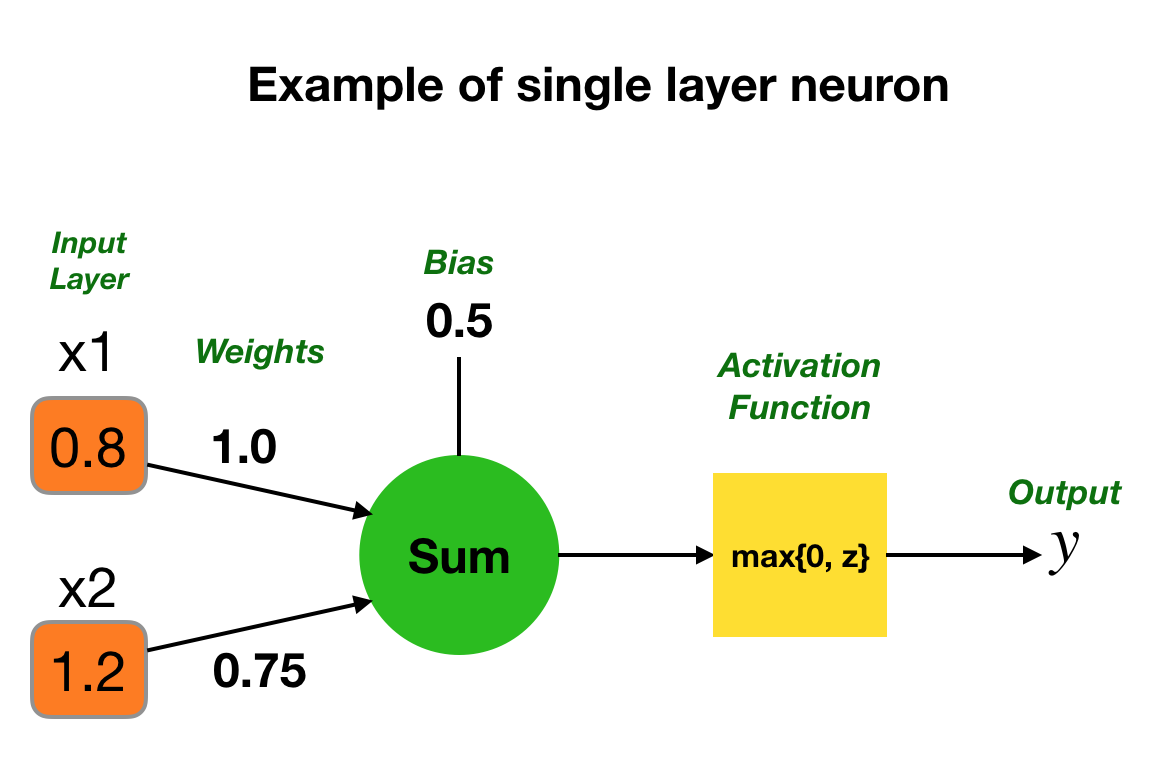 Example of single layer neuron
Input
Layer
x1
0.8
Weights
1.0
Bias
0.5
x2
1.2
0.75
Sum
Activation
Function
max{0, z}
Output
y